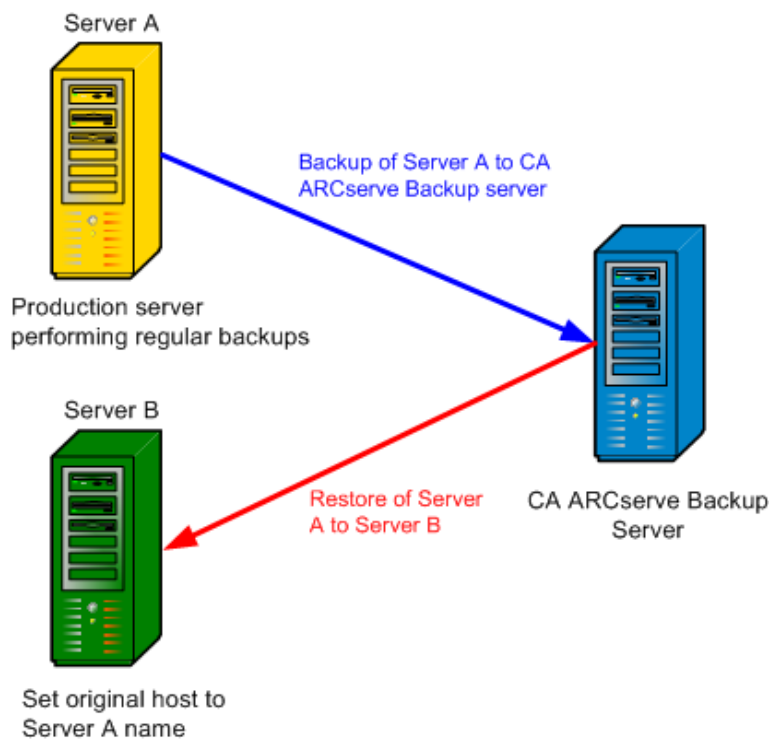 Server A
Backup of Server A to CA
ARCserve Backup server
Production server
performing regular backups
Server B
Restore of Server
A to Server B
CA ARCserve Backup
Server
Set original host to
Server A name